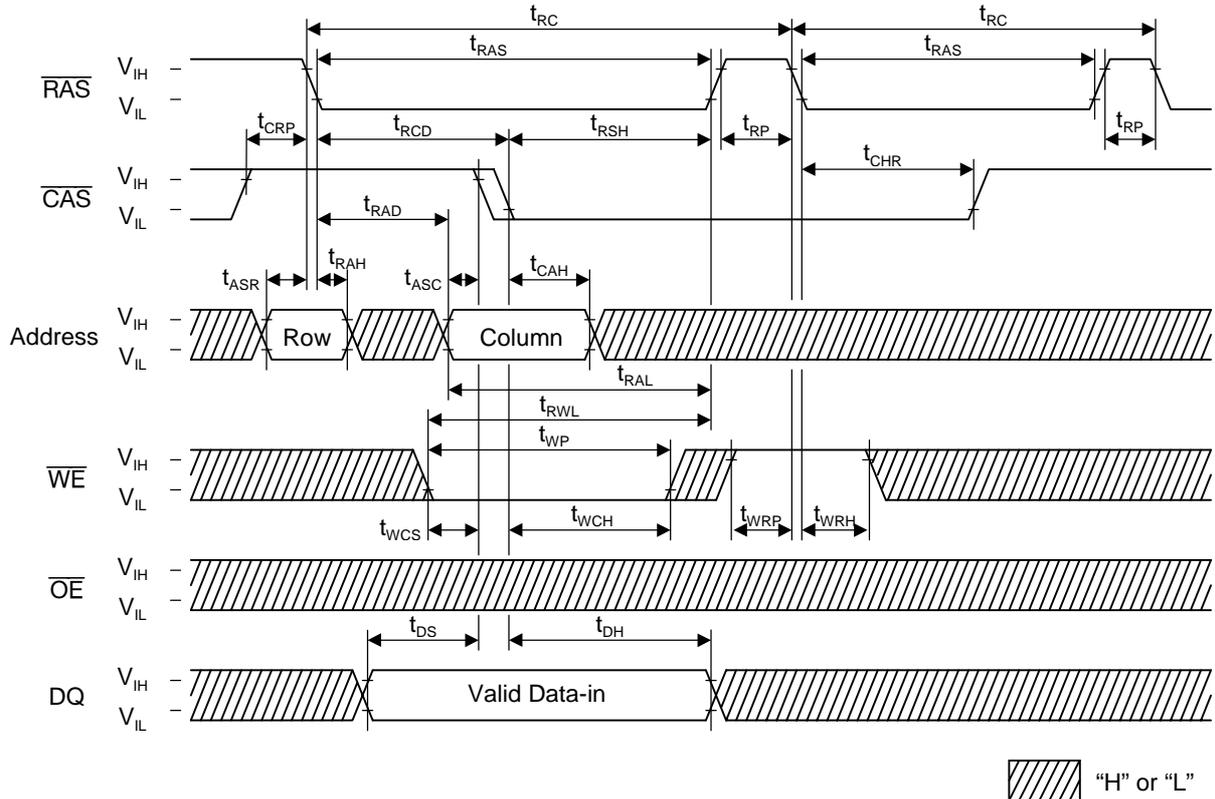 tRC tRC
tRAS tRAS
RAS VIH
VIL
tCRP tRCD tRSH tRP tRP
CAS VIH
VIL
tCHR
tRAD
tASR tRAH tASC tCAH
Address VIH
VIL
Row Column
tRAL
tRWL
tWP
WE VIH
VIL
tWCS tWCH tWRP tWRH
OE VIH
VIL
tDS tDH
DQ VIH
VIL
Valid Data-in
“H” or “L”